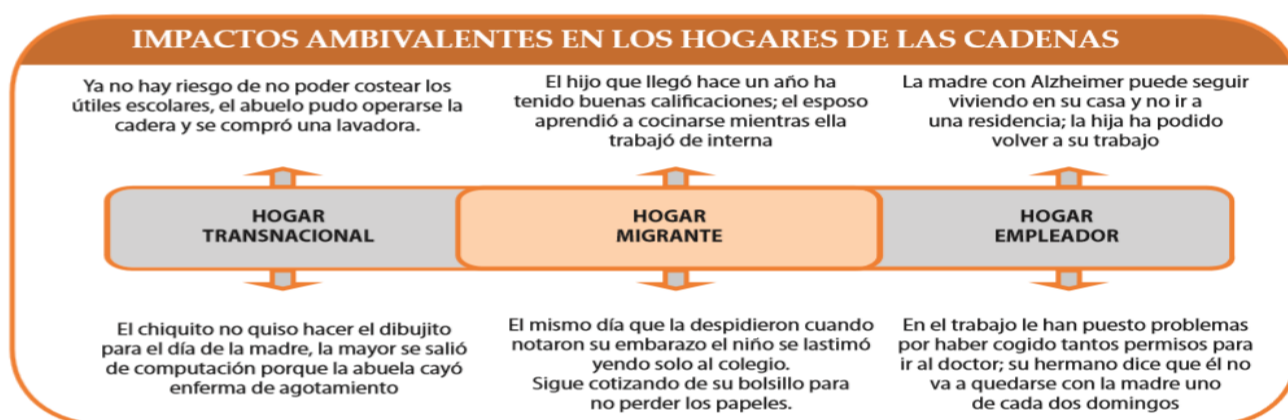 IMPACTOS AMBIVALENTES EN LOS HOGARES DE LAS CADENAS
Ya no hay riesgo de no poder costear los
útiles escolares, el abuelo pudo operarse la
cadera y se compró una lavadora.
El hijo que llegó hace un año ha
tenido buenas calificaciones; el esposo
aprendió a cocinarse mientras ella
trabajó de interna
La madre con Alzheimer puede seguir
viviendo en su casa y no ir a
una residencia; la hija ha podido
volver a su trabajo
HOGAR
TRANSNACIONAL
HOGAR
MIGRANTE
HOGAR
EMPLEADOR
El chiquito no quiso hacer el dibujito
para el día de la madre, la mayor se salió
de computación porque la abuela cayó
enferma de agotamiento
El mismo día que la despidieron cuando
notaron su embarazo el niño se lastimó
yendo solo al colegio.
Sigue cotizando de su bolsillo para
no perder los papeles.
En el trabajo le han puesto problemas
por haber cogido tantos permisos para
ir al doctor; su hermano dice que él no
va a quedarse con la madre uno
de cada dos domingos